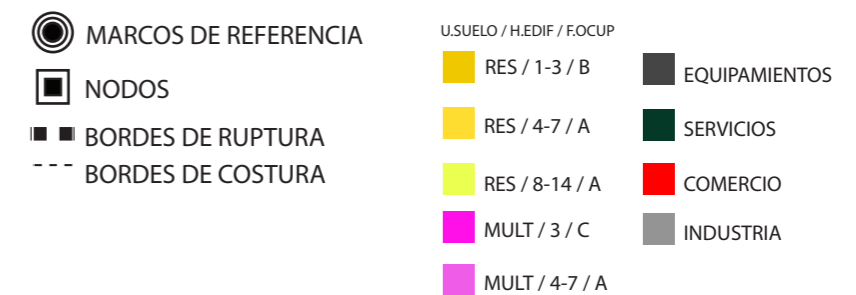 MARCOS DE REFERENCIA
NODOS
BORDES DE RUPTURA
BORDES DE COSTURA
U.SUELO / H.EDIF / F.OCUP
RES / 1-3 / B
RES / 4-7 / A
RES / 8-14 / A
MULT / 3 / C
MULT / 4-7 / A
EQUIPAMIENTOS
SERVICIOS
COMERCIO
INDUSTRIA